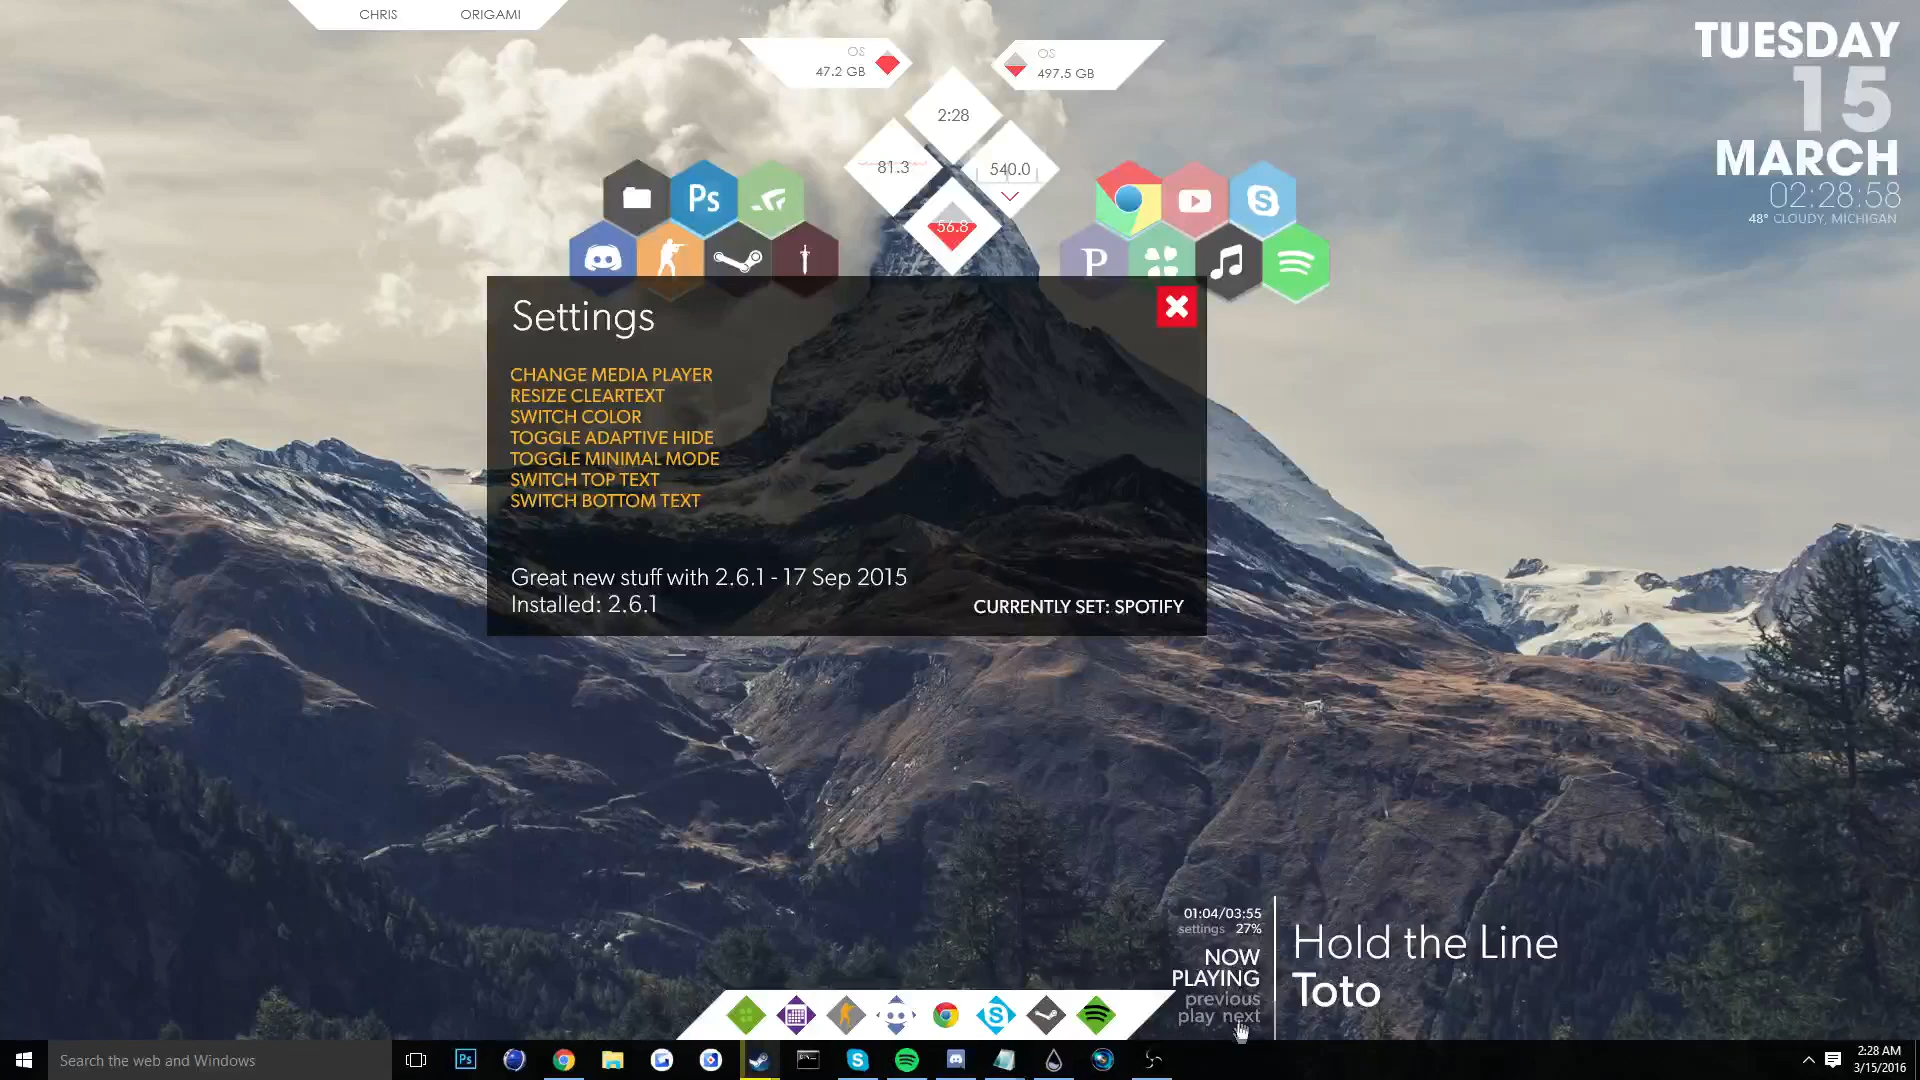 CHRIS ORIGAMI
OS
47.2 GB
OS
497.5 GB
2:28
81.3
540.0
56.8
TUESDAY
15
MARCH
02:28:58
48° CLOUDY, MICHIGAN
Ps
P
Settings
CHANGE MEDIA PLAYER
RESIZE CLEARTEXT
SWITCH COLOR
TOGGLE ADAPTIVE HIDE
TOGGLE MINIMAL MODE
SWITCH TOP TEXT
SWITCH BOTTOM TEXT
Great new stuff with 2.6.1 - 17 Sep 2015
Installed: 2.6.1
CURRENTLY SET: SPOTIFY
01:04/03:55
settings 27%
NOW
PLAYING
previous
play next
Hold the Line
Toto
Search the web and Windows
Ps
2:28 AM
3/15/2016